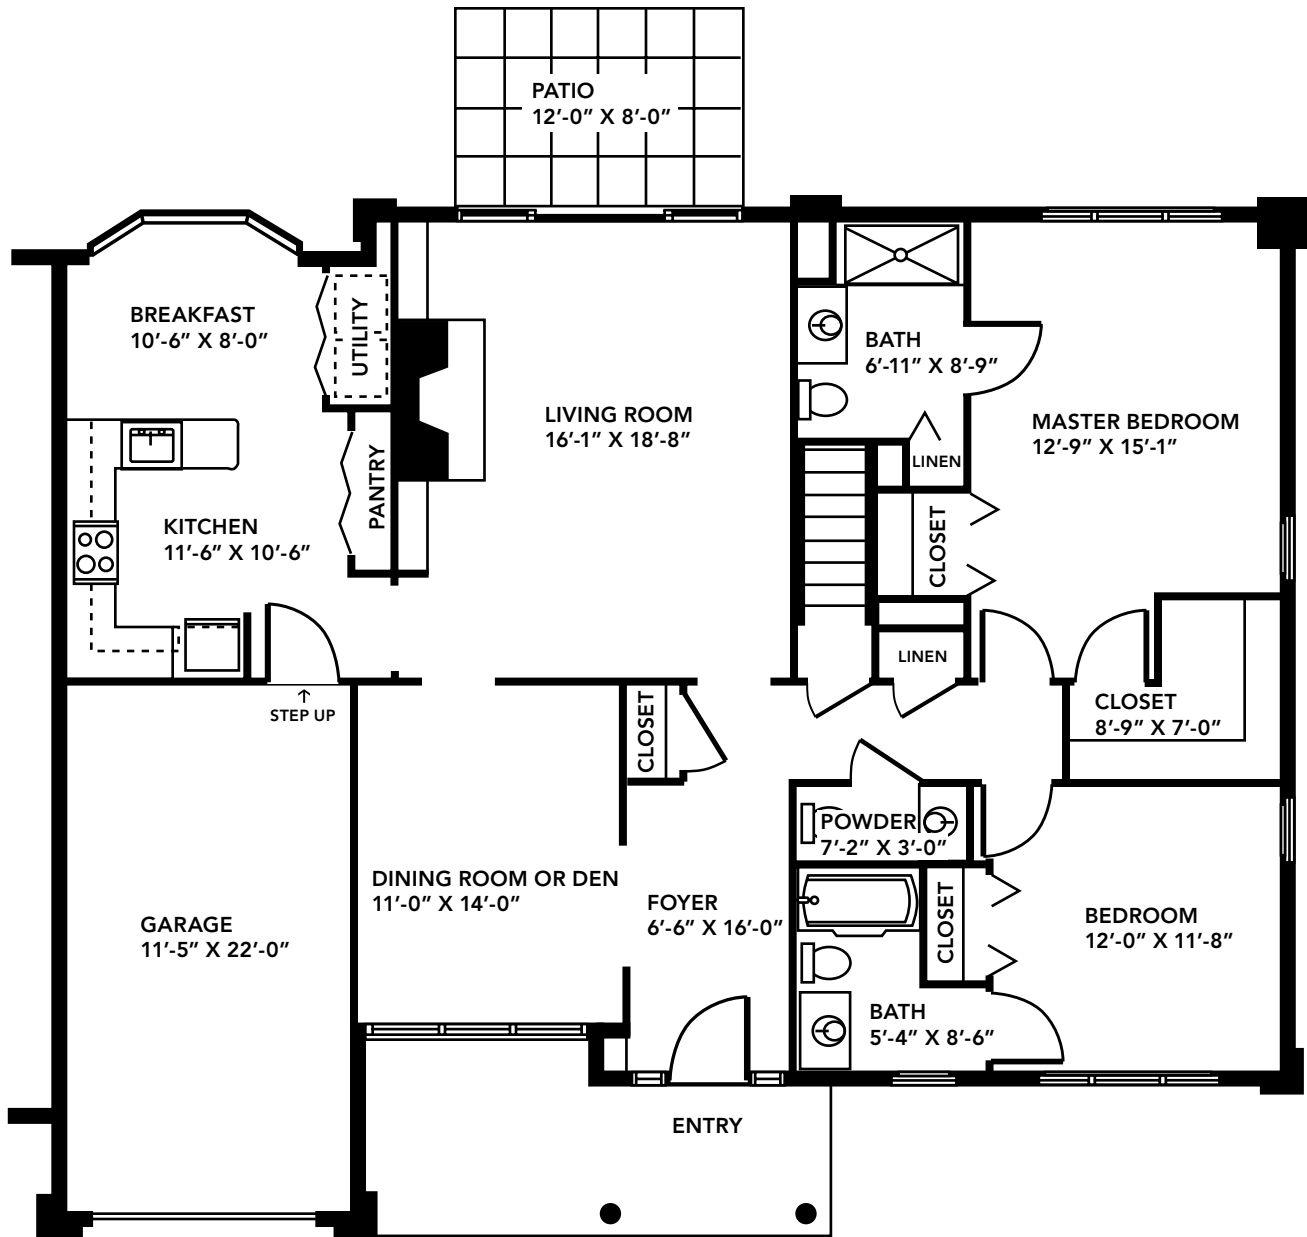 PATIO
12′-0″ X 8′-0″
BREAKFAST
10′-6″ X 8′-0″
UTILITY
BATH
6′-11″ X 8′-9″
LIVING ROOM
16′-1″ X 18′-8″
MASTER BEDROOM
12′-9″ X 15′-1″
LINEN
PANTRY
KITCHEN
11′-6″ X 10′-6″
CLOSET
LINEN
STEP UP
CLOSET
CLOSET
8′-9″ X 7′-0″
POWDER
7′-2″ X 3′-0″
DINING ROOM OR DEN
11′-0″ X 14′-0″
FOYER
6′-6″ X 16′-0″
CLOSET
GARAGE
11′-5″ X 22′-0″
BEDROOM
12′-0″ X 11′-8″
BATH
5′-4″ X 8′-6″
ENTRY